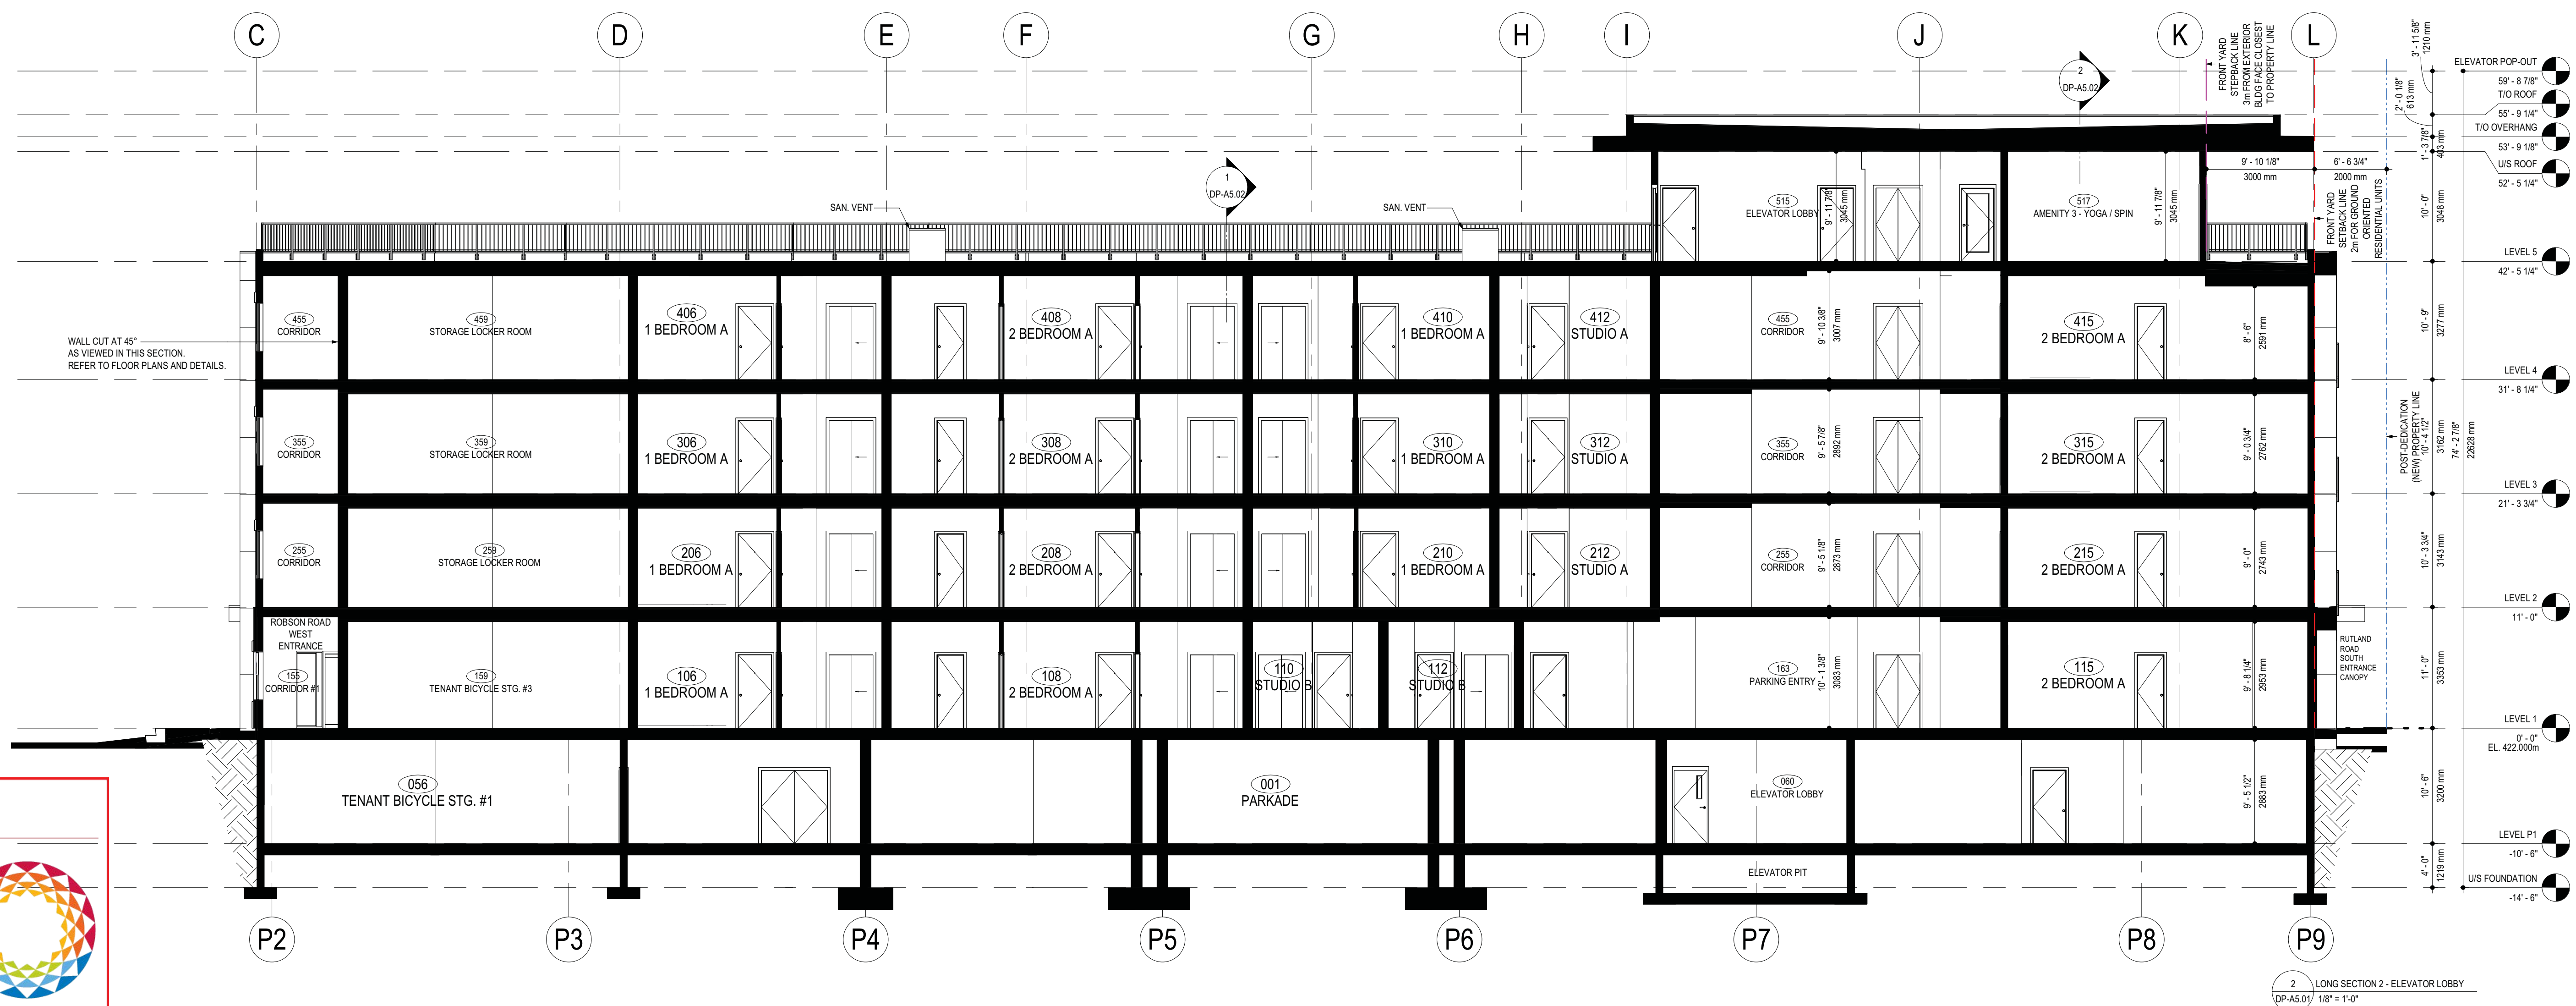 C
D
E
F
G
H
I
J
K
L
FRONT YARD
STEPBACK LINE
3m FROM EXTERIOR
BLDG FACE CLOSEST
TO PROPERTY LINE
3' - 11 5/8"
1210 mm
2' - 0 1/8"
613 mm
1' - 3 7/8"
403 mm
ELEVATOR POP-OUT
59' - 8 7/8"
T/O ROOF
55' - 9 1/4"
T/O OVERHANG
53' - 9 1/8"
U/S ROOF
52' - 5 1/4"
2
DP-A5.02
1
DP-A5.02
9' - 10 1/8"
3000 mm
6' - 6 3/4"
2000 mm
FRONT YARD
SETBACK LINE
2m FOR GROUND
ORIENTED
RESIDENTIAL UNITS
10' - 0"
3048 mm
SAN. VENT
SAN. VENT
515
ELEVATOR LOBBY
9' - 11 7/8"
3045 mm
517
AMENITY 3 - YOGA / SPIN
9' - 11 7/8"
3045 mm
LEVEL 5
42' - 5 1/4"
WALL CUT AT 45°
AS VIEWED IN THIS SECTION.
REFER TO FLOOR PLANS AND DETAILS.
455
CORRIDOR
459
STORAGE LOCKER ROOM
406
1 BEDROOM A
408
2 BEDROOM A
410
1 BEDROOM A
412
STUDIO A
455
CORRIDOR
9' - 10 3/8"
3007 mm
415
2 BEDROOM A
8' - 6"
2591 mm
10' - 9"
3277 mm
LEVEL 4
31' - 8 1/4"
355
CORRIDOR
359
STORAGE LOCKER ROOM
306
1 BEDROOM A
308
2 BEDROOM A
310
1 BEDROOM A
312
STUDIO A
355
CORRIDOR
9' - 5 7/8"
2892 mm
315
2 BEDROOM A
9' - 0 3/4"
2762 mm
POST-DEDICATION
(NEW) PROPERTY LINE
10' - 4 1/2"
3162 mm
74' - 2 7/8"
22628 mm
LEVEL 3
21' - 3 3/4"
255
CORRIDOR
259
STORAGE LOCKER ROOM
206
1 BEDROOM A
208
2 BEDROOM A
210
1 BEDROOM A
212
STUDIO A
255
CORRIDOR
9' - 5 1/8"
2873 mm
215
2 BEDROOM A
9' - 0"
2743 mm
10' - 3 3/4"
3143 mm
LEVEL 2
11' - 0"
ROBSON ROAD
WEST
ENTRANCE
155
CORRIDOR #1
159
TENANT BICYCLE STG. #3
106
1 BEDROOM A
108
2 BEDROOM A
110
STUDIO B
112
STUDIO B
163
PARKING ENTRY
10' - 1 3/8"
3083 mm
115
2 BEDROOM A
9' - 8 1/4"
2953 mm
RUTLAND
ROAD
SOUTH
ENTRANCE
CANOPY
11' - 0"
3353 mm
LEVEL 1
0' - 0"
EL. 422.000m
056
TENANT BICYCLE STG. #1
001
PARKADE
060
ELEVATOR LOBBY
9' - 5 1/2"
2883 mm
10' - 6"
3200 mm
LEVEL P1
-10' - 6"
ELEVATOR PIT
4' - 0"
1219 mm
U/S FOUNDATION
-14' - 6"
P2
P3
P4
P5
P6
P7
P8
P9
2
DP-A5.01
LONG SECTION 2 - ELEVATOR LOBBY
1/8" = 1'-0"